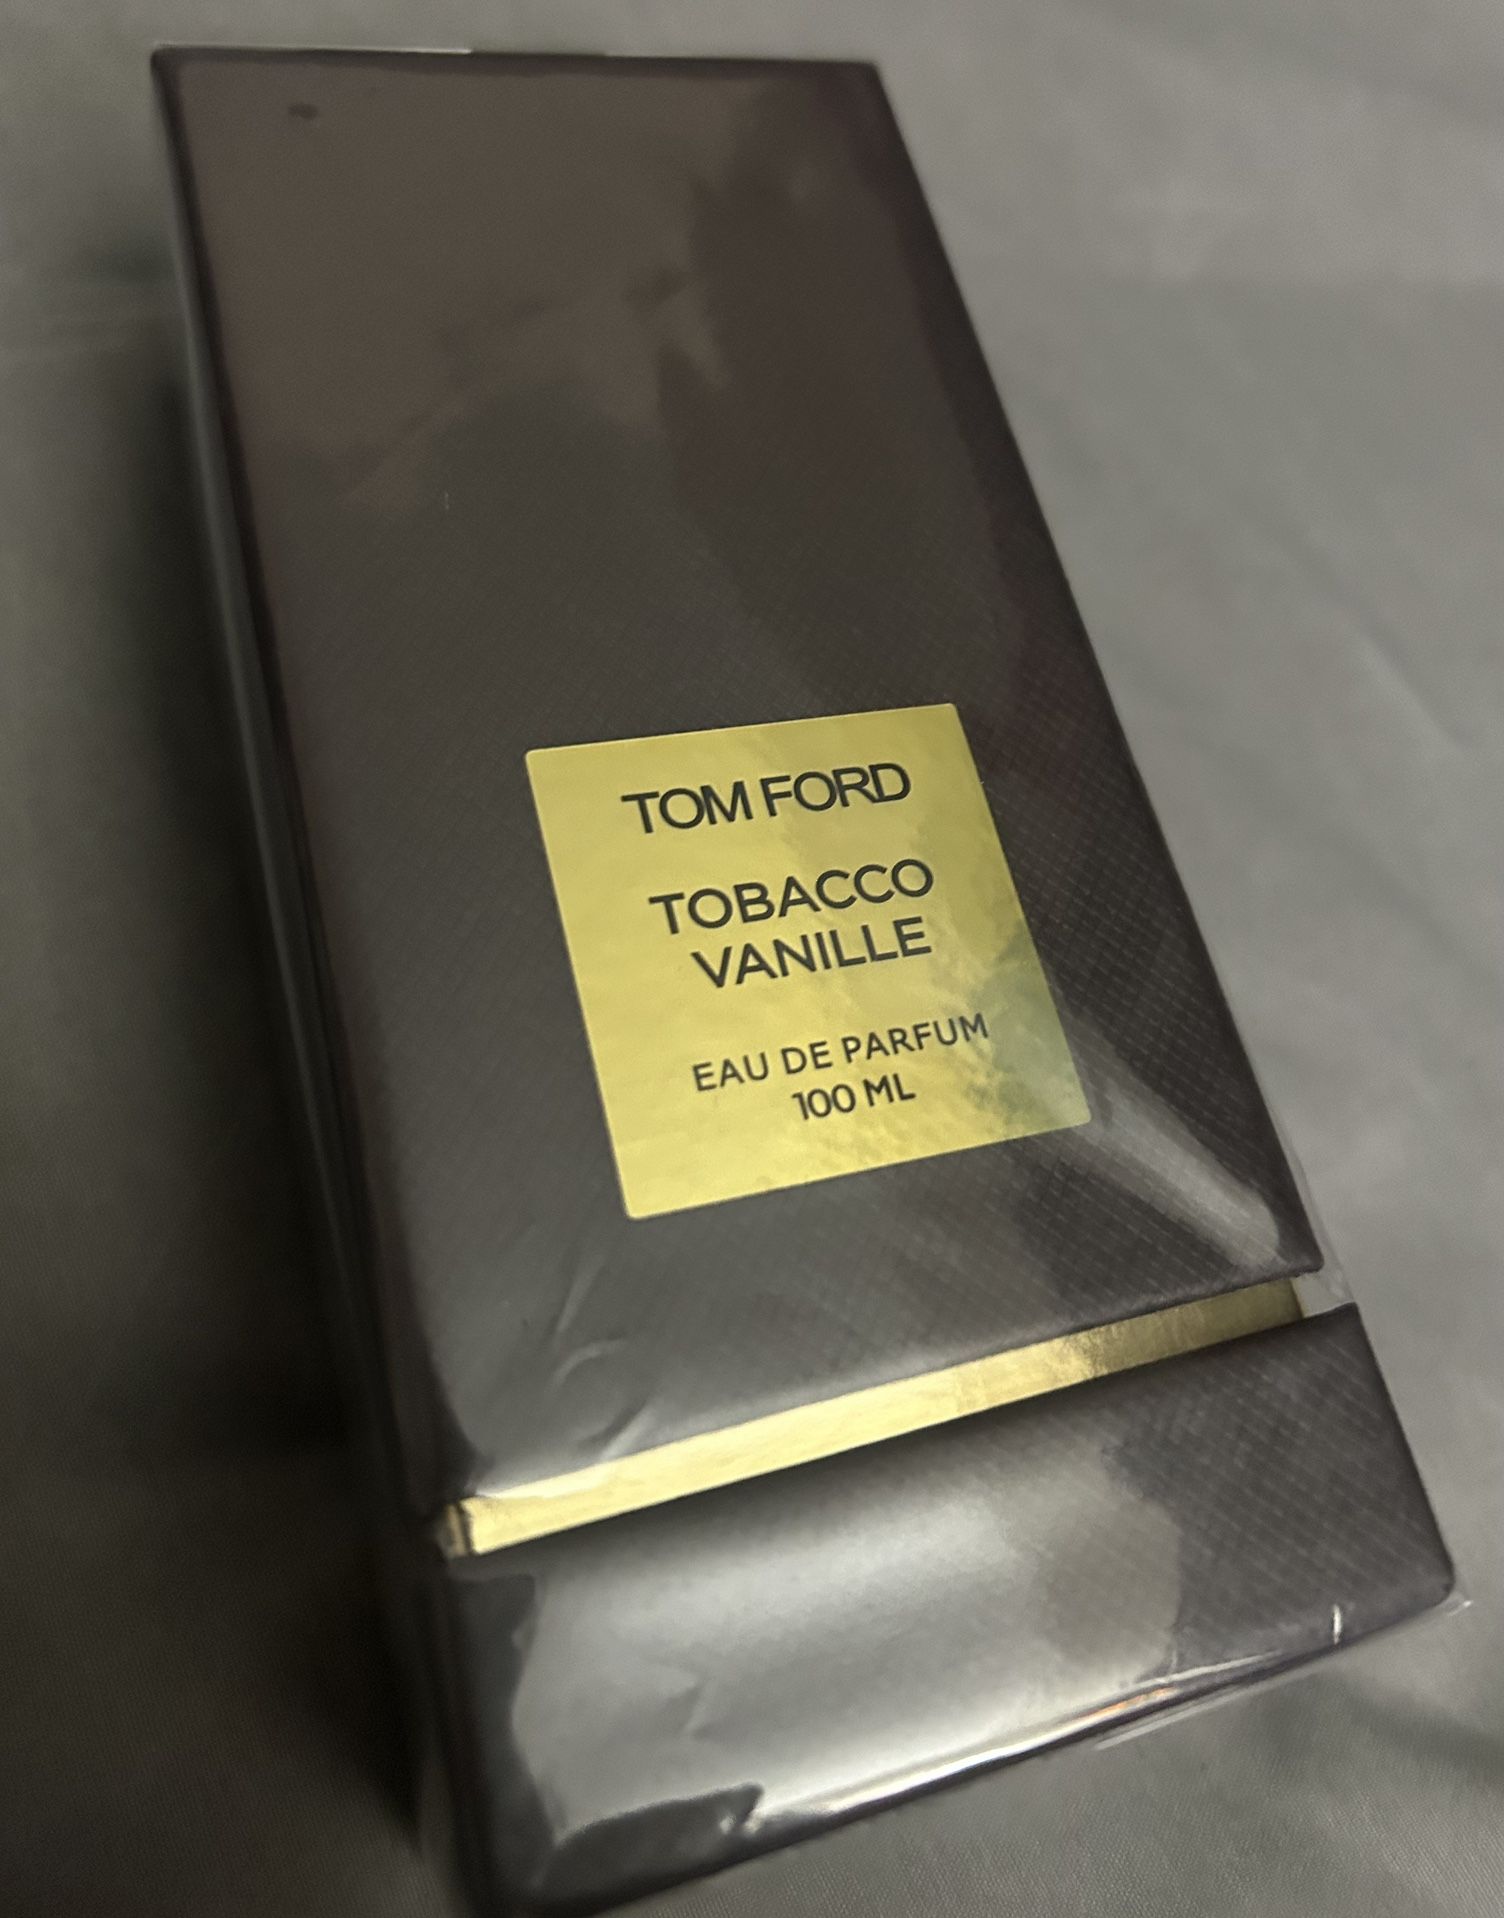 TOM FORD
TOBACCO
VANILLE
EAU DE PARFUM
100 ML